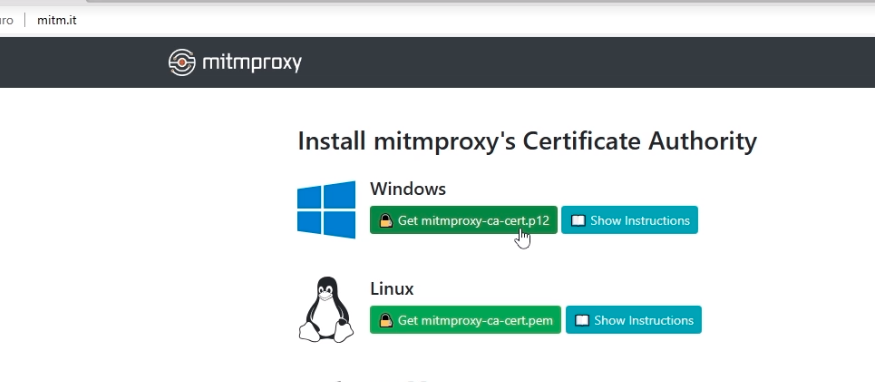 uro | mitm.it
mitmproxy
Install mitmproxy's Certificate Authority
Windows
Get mitmproxy-ca-cert.p12 Show Instructions
Linux
Get mitmproxy-ca-cert.pem Show Instructions